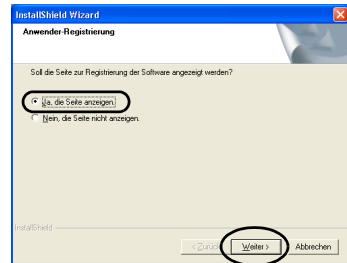 InstallShield Wizard
Anwender-Registrierung
Soll die Seite zur Registrierung der Software angezeigt werden?
Ja, die Seite anzeigen.
Nein, die Seite nicht anzeigen.
InstallShield
< Zurück Weiter > Abbrechen